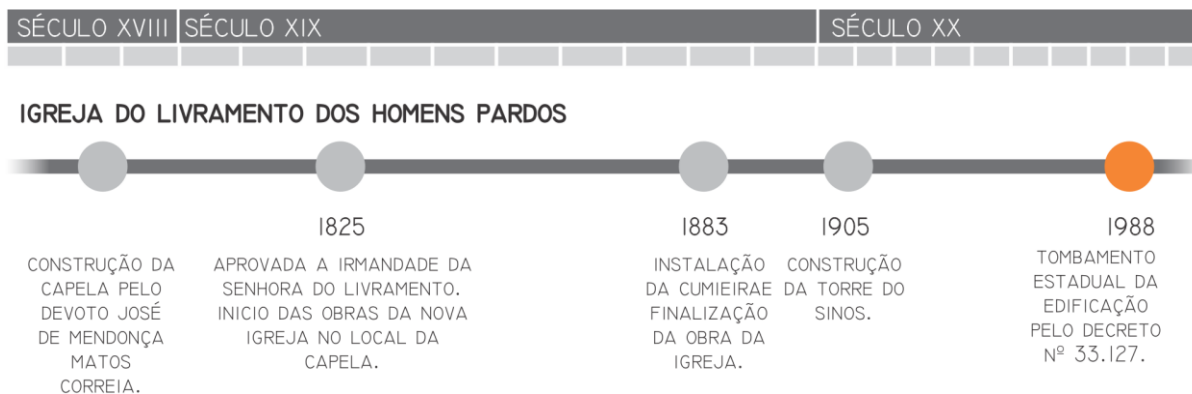 SÉCULO XVIII
SÉCULO XIX
SÉCULO XX
IGREJA DO LIVRAMENTO DOS HOMENS PARDOS
CONSTRUÇÃO DA
CAPELA PELO
DEVOTO JOSÉ
DE MENDONÇA
MATOS
CORREIA.
1825
APROVADA A IRMANDADE DA
SENHORA DO LIVRAMENTO.
INICIO DAS OBRAS DA NOVA
IGREJA NO LOCAL DA
CAPELA.
1883
INSTALAÇÃO
DA CUMIEIRAE
FINALIZAÇÃO
DA OBRA DA
IGREJA.
1905
CONSTRUÇÃO
DA TORRE DO
SINOS.
1988
TOMBAMENTO
ESTADUAL DA
EDIFICAÇÃO
PELO DECRETO
Nº 33.127.